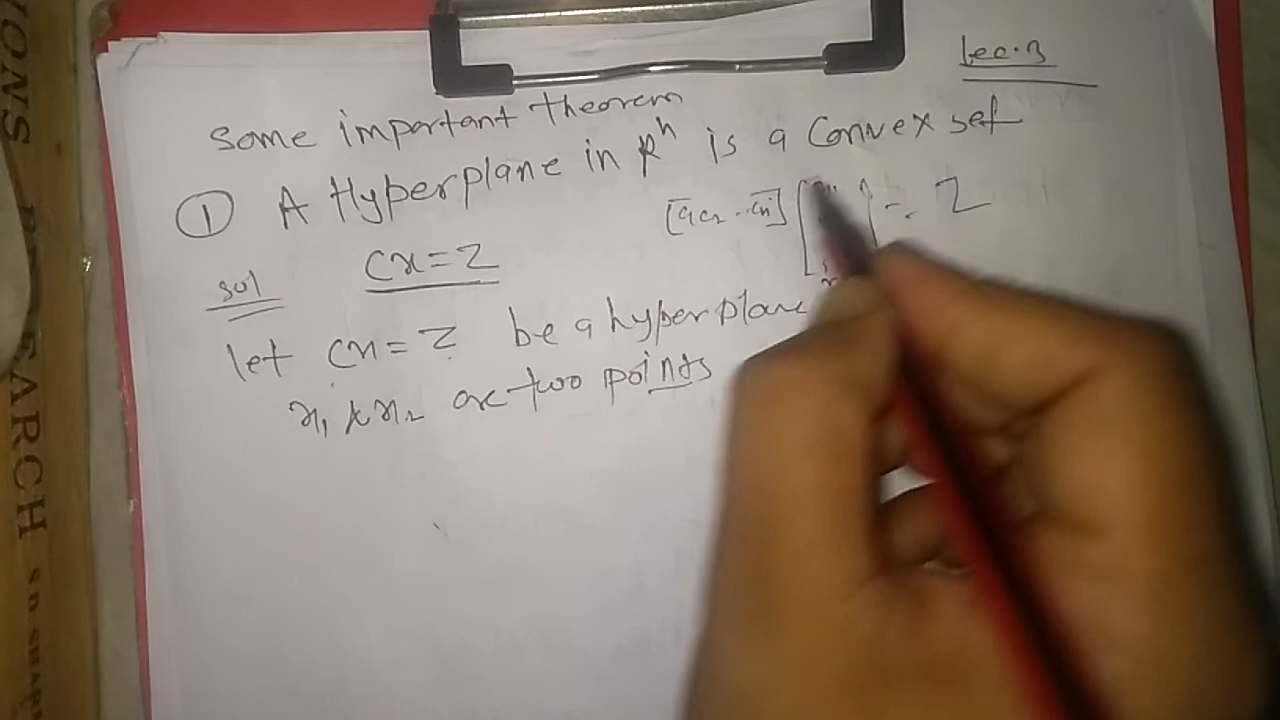 Lec.3
Some important theorem
① A Hyperplane in Rⁿ is a Convex set
[c₁ c₂ ... cₙ] [ ] = Z
Sol
Cx = Z
let Cx = Z be a hyperplane
x₁ & x₂ are two points
ARCH